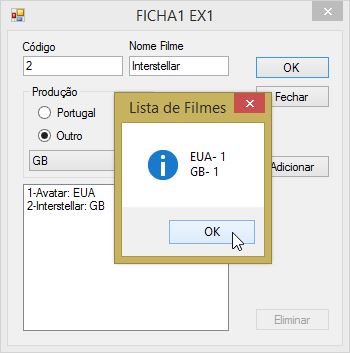 FICHA1 EX1
Código
Nome Filme
2
Interstellar
OK
Produção
Fechar
Portugal
Outro
GB
Adicionar
Lista de Filmes
EUA- 1
GB- 1
OK
1-Avatar: EUA
2-Interstellar: GB
Eliminar